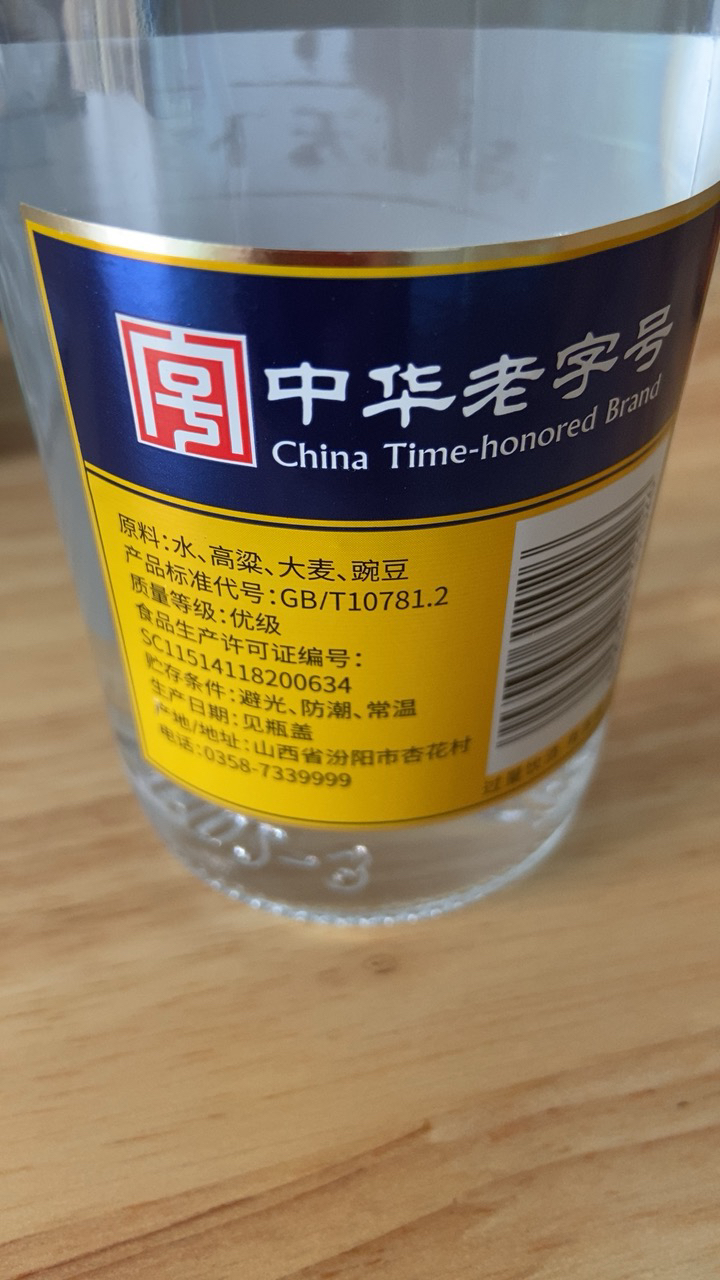 中华老字号
China Time-honored Brand
原料:水、高粱、大麦、豌豆
产品标准代号:GB/T10781.2
质量等级:优级
食品生产许可证编号:
SC11514118200634
贮存条件:避光、防潮、常温
生产日期:见瓶盖
产地/地址:山西省汾阳市杏花村
电话:0358-7339999
过量饮酒